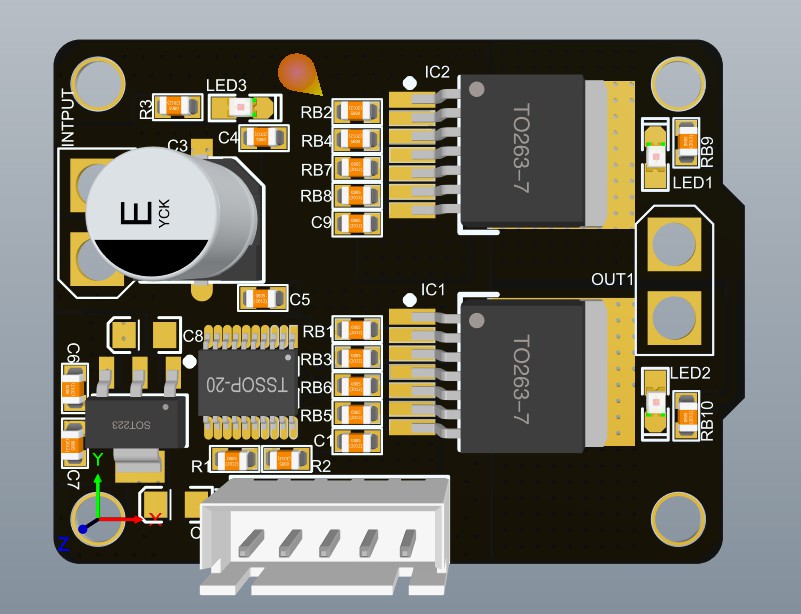 IC2
LED3
R3
INTPUT
RB2
C4
C3
RB4
RB7
RB8
C9
TO263-7
RB9
LED1
E
YCK
OUT1
IC1
C5
RB1
C8
RB3
RB6
RB5
C1
TSSOP-20
TO263-7
C6
SOT223
LED2
RB10
R1
R2
C7
Y
X
Z